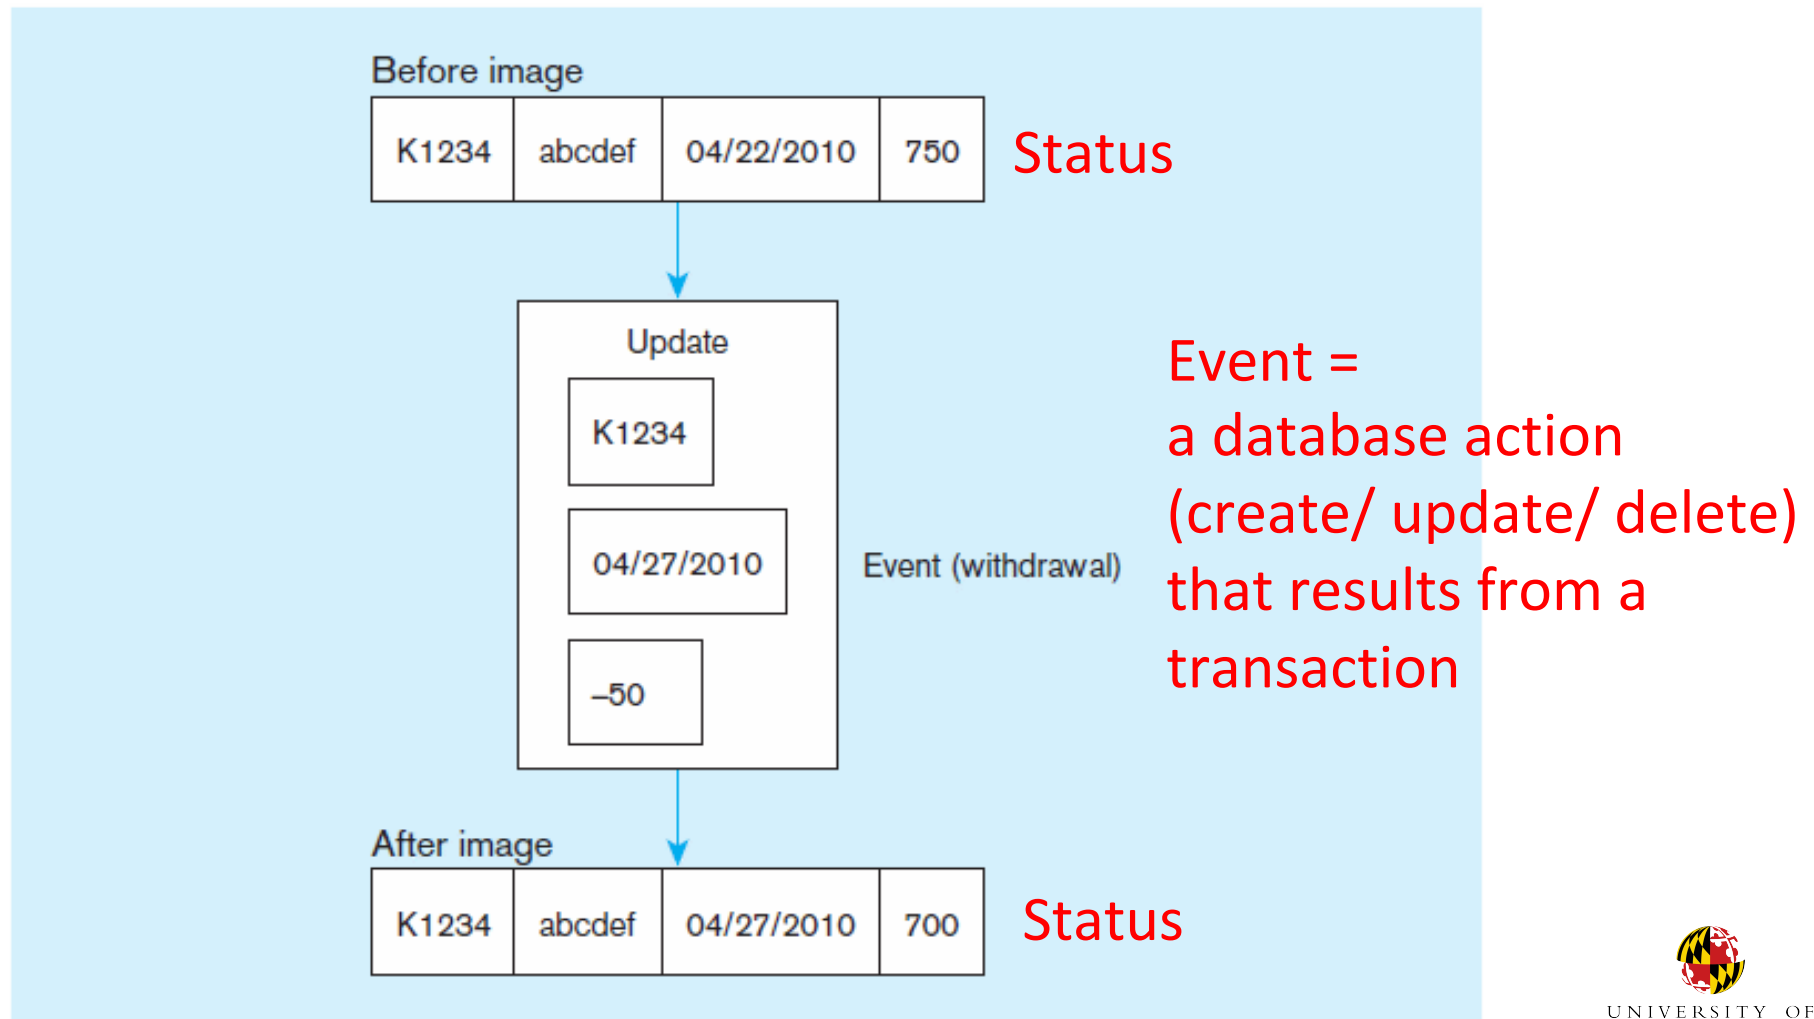 Before image
K1234 abcdef 04/22/2010 750 Status
Update
K1234
04/27/2010
Event (withdrawal)
–50
Event =
a database action
(create/ update/ delete)
that results from a
transaction
After image
K1234 abcdef 04/27/2010 700 Status
UNIVERSITY OF